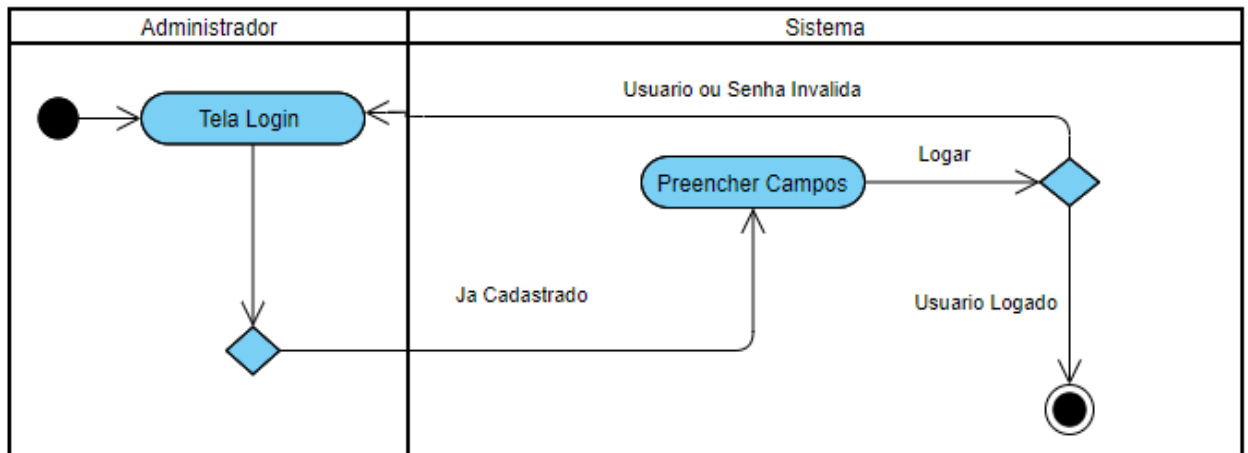 Administrador
Sistema
Usuario ou Senha Invalida
Tela Login
Logar
Preencher Campos
Ja Cadastrado
Usuario Logado